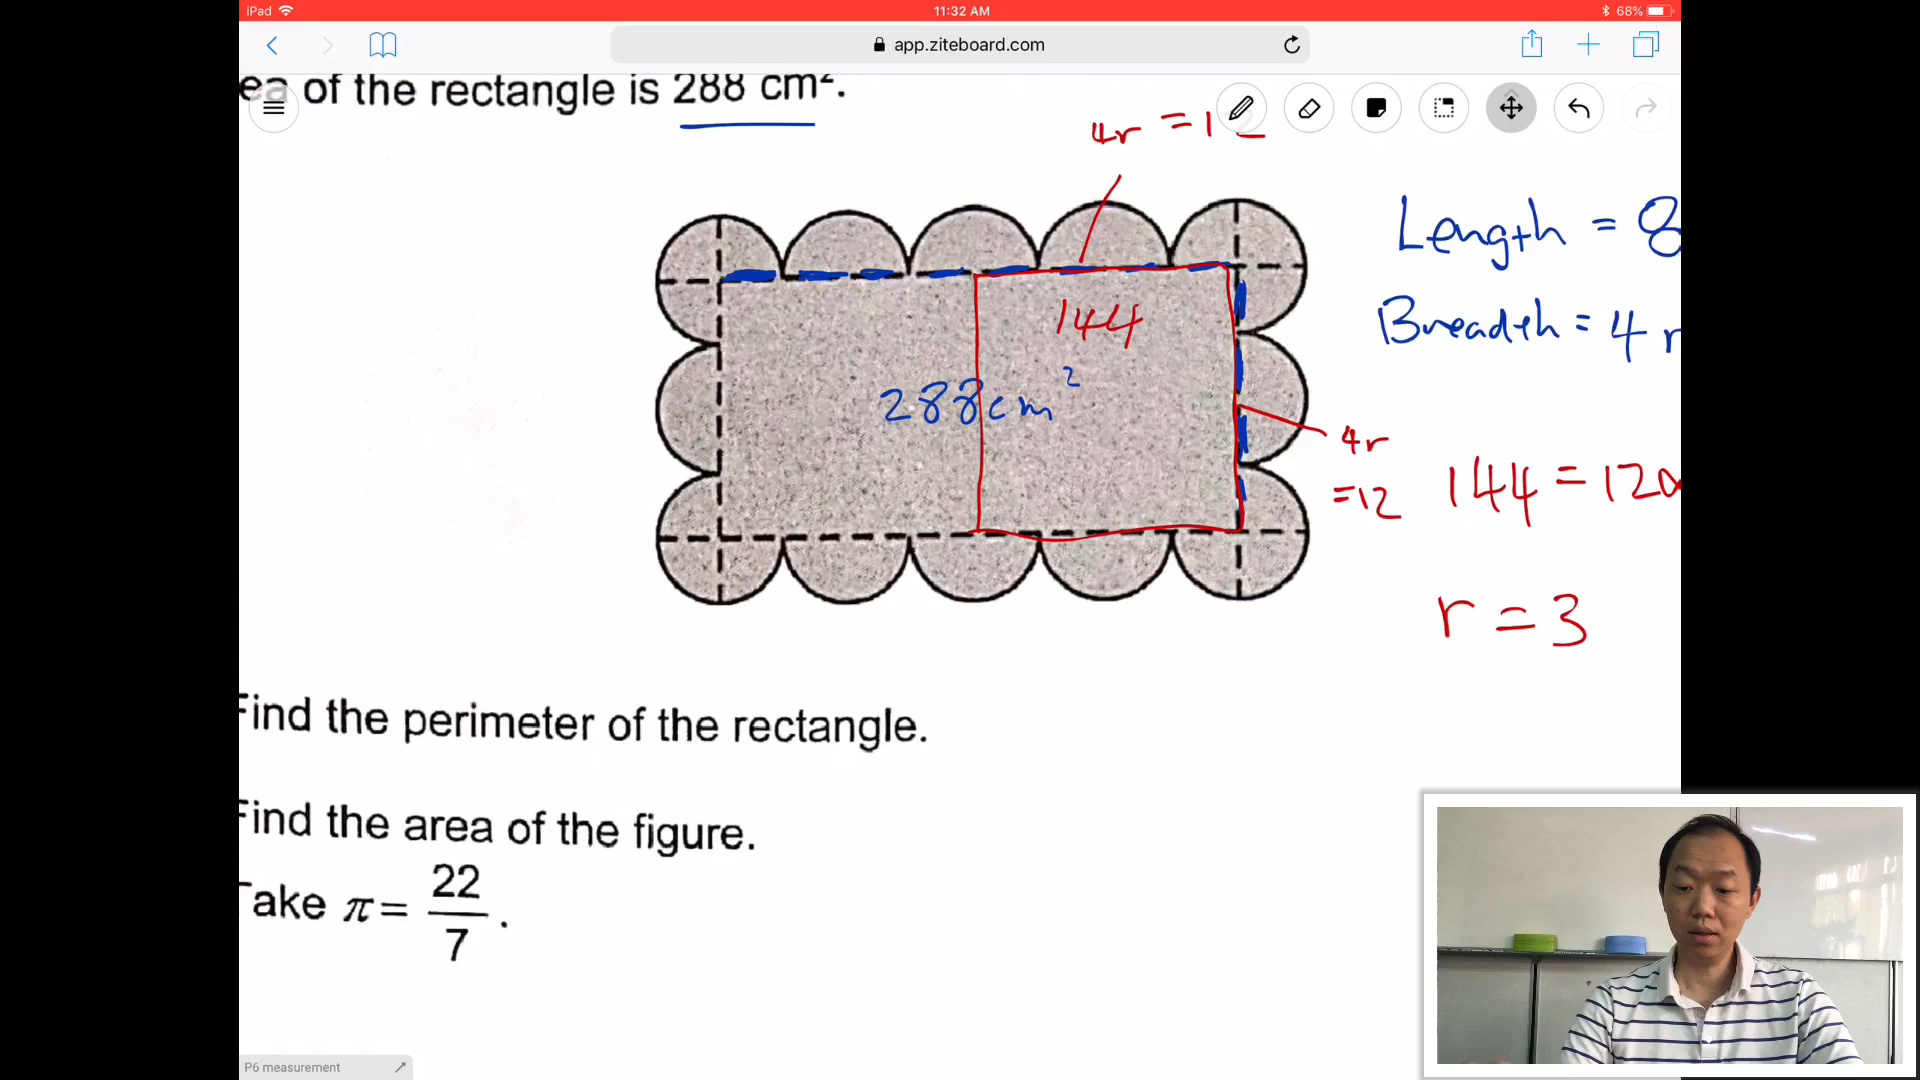 iPad
11:32 AM
68%
app.ziteboard.com
ea of the rectangle is 288 cm².
4r = 12
Length = 8
Breadth = 4 r
144
288cm²
4r
=12
144 = 12
r = 3
Find the perimeter of the rectangle.
Find the area of the figure.
Take π = 22/7 .
P6 measurement